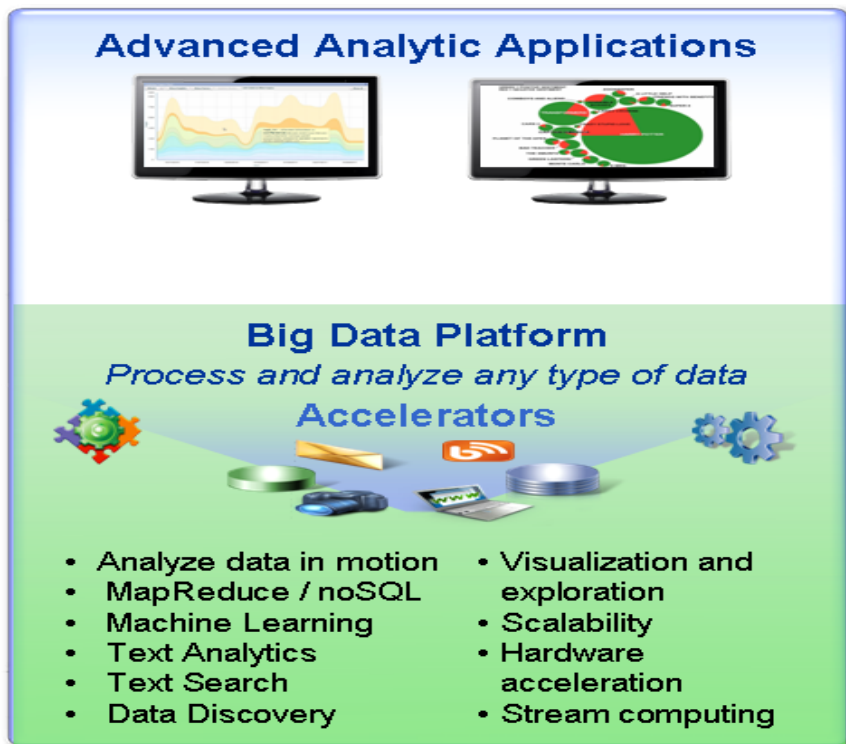 Advanced Analytic Applications
Big Data Platform
Process and analyze any type of data
Accelerators
www
• Analyze data in motion
• MapReduce / noSQL
• Machine Learning
• Text Analytics
• Text Search
• Data Discovery
• Visualization and
exploration
• Scalability
• Hardware
acceleration
• Stream computing